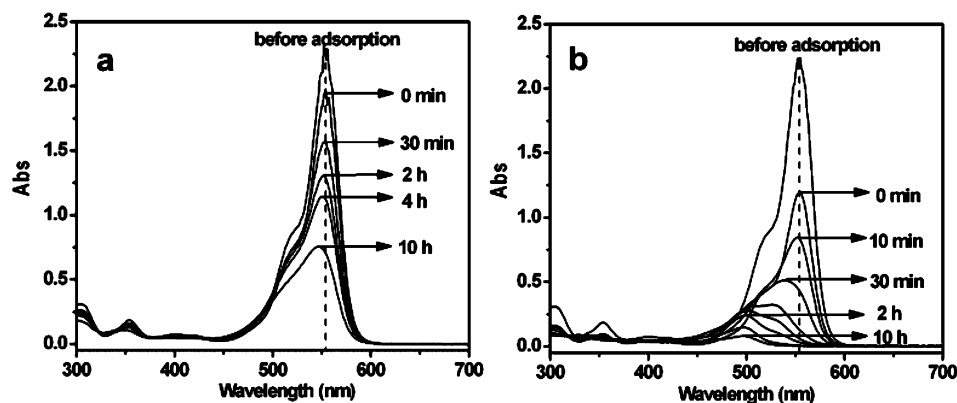 a
before adsorption
0 min
30 min
2 h
4 h
10 h
2.5
2.0
1.5
1.0
0.5
0.0
Abs
300 400 500 600 700
Wavelength (nm)
b
before adsorption
0 min
10 min
30 min
2 h
10 h
2.5
2.0
1.5
1.0
0.5
0.0
Abs
300 400 500 600 700
Wavelength (nm)